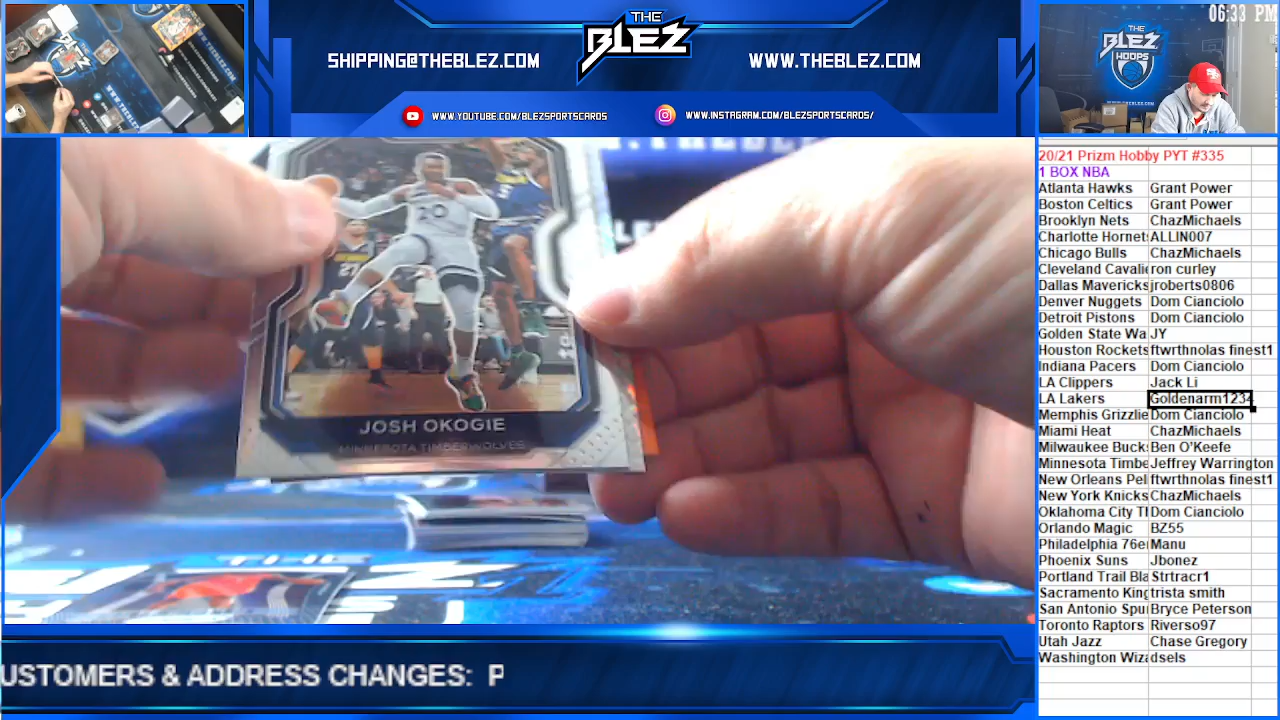 06:33 PM
THE
BLEZ
SHIPPING@THEBLEZ.COM
WWW.THEBLEZ.COM
WWW.YOUTUBE.COM/BLEZSPORTSCARDS
WWW.INSTAGRAM.COM/BLEZSPORTSCARDS/
THE
BLEZ
HOOPS
20
27
JOSH OKOGIE
MINNESOTA TIMBERWOLVES
THE
20/21 Prizm Hobby PYT #335
1 BOX NBA
Atlanta Hawks Grant Power
Boston Celtics Grant Power
Brooklyn Nets ChazMichaels
Charlotte Hornets ALLIN007
Chicago Bulls ChazMichaels
Cleveland Cavalie ron curley
Dallas Mavericks jroberts0806
Denver Nuggets Dom Cianciolo
Detroit Pistons Dom Cianciolo
Golden State Wa JY
Houston Rockets ftwrthnolas finest1
Indiana Pacers Dom Cianciolo
LA Clippers Jack Li
LA Lakers Goldenarm1234
Memphis Grizzlie Dom Cianciolo
Miami Heat ChazMichaels
Milwaukee Buck Ben O'Keefe
Minnesota Timbe Jeffrey Warrington
New Orleans Pel ftwrthnolas finest1
New York Knicks ChazMichaels
Oklahoma City Th Dom Cianciolo
Orlando Magic BZ55
Philadelphia 76e Manu
Phoenix Suns Jbonez
Portland Trail Bla Strtracr1
Sacramento King trista smith
San Antonio Spu Bryce Peterson
Toronto Raptors Riverso97
Utah Jazz Chase Gregory
Washington Wiza dsels
USTOMERS & ADDRESS CHANGES: P